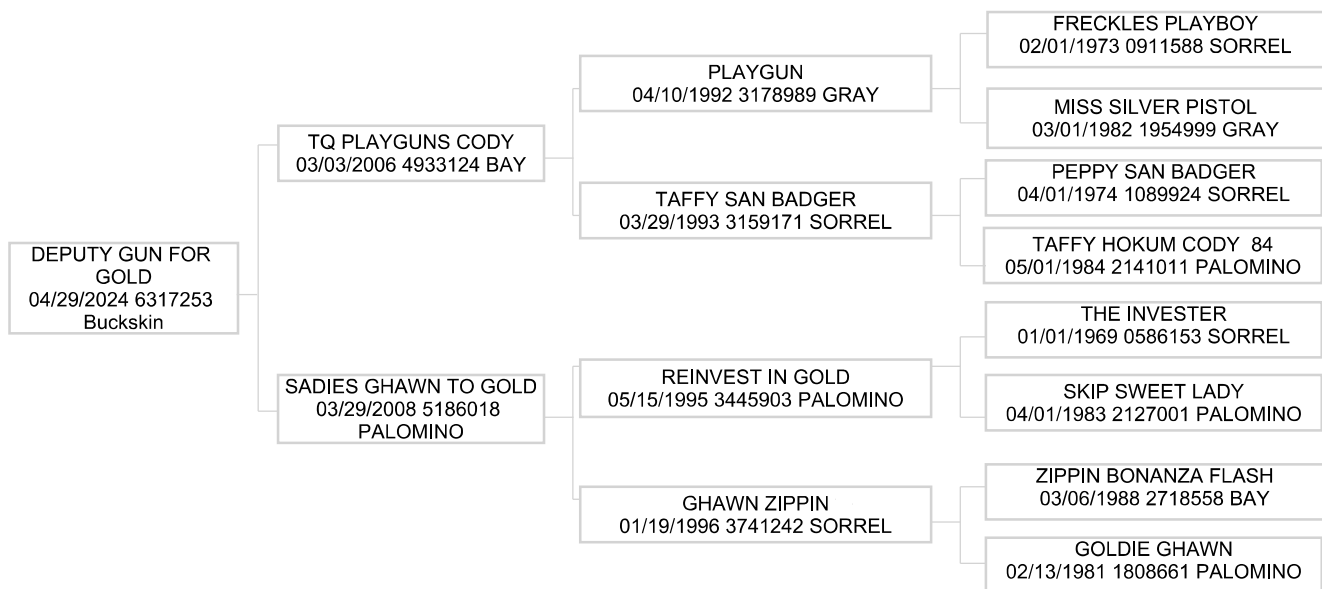 DEPUTY GUN FOR
GOLD
04/29/2024 6317253
Buckskin
TQ PLAYGUNS CODY
03/03/2006 4933124 BAY
SADIES GHAWN TO GOLD
03/29/2008 5186018
PALOMINO
PLAYGUN
04/10/1992 3178989 GRAY
TAFFY SAN BADGER
03/29/1993 3159171 SORREL
REINVEST IN GOLD
05/15/1995 3445903 PALOMINO
GHAWN ZIPPIN
01/19/1996 3741242 SORREL
FRECKLES PLAYBOY
02/01/1973 0911588 SORREL
MISS SILVER PISTOL
03/01/1982 1954999 GRAY
PEPPY SAN BADGER
04/01/1974 1089924 SORREL
TAFFY HOKUM CODY 84
05/01/1984 2141011 PALOMINO
THE INVESTER
01/01/1969 0586153 SORREL
SKIP SWEET LADY
04/01/1983 2127001 PALOMINO
ZIPPIN BONANZA FLASH
03/06/1988 2718558 BAY
GOLDIE GHAWN
02/13/1981 1808661 PALOMINO